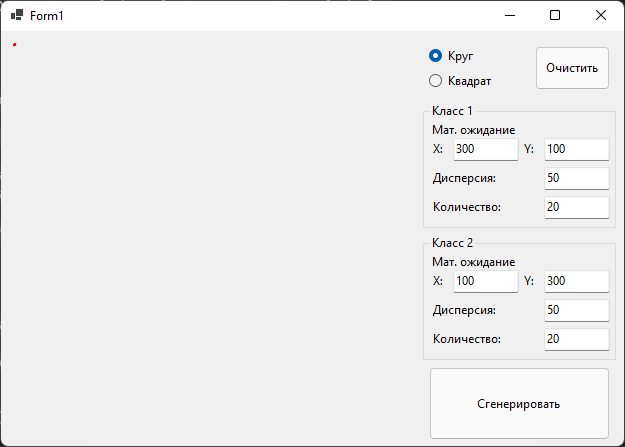 Form1
Круг
Квадрат
Очистить
Класс 1
Мат. ожидание
X: 300 Y: 100
Дисперсия: 50
Количество: 20
Класс 2
Мат. ожидание
X: 100 Y: 300
Дисперсия: 50
Количество: 20
Сгенерировать